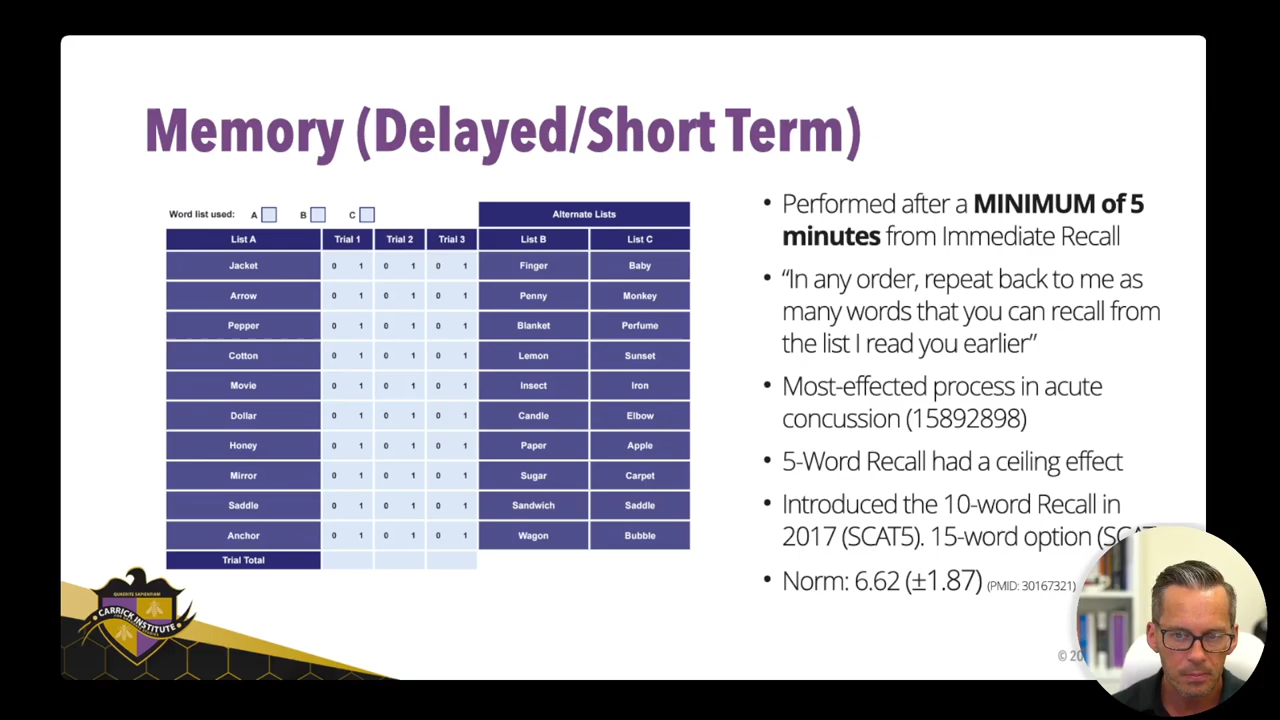 Memory (Delayed/Short Term)
Word list used: A B C
Alternate Lists
List A Trial 1 Trial 2 Trial 3 List B List C
Jacket 0 1 0 1 0 1 Finger Baby
Arrow 0 1 0 1 0 1 Penny Monkey
Pepper 0 1 0 1 0 1 Blanket Perfume
Cotton 0 1 0 1 0 1 Lemon Sunset
Movie 0 1 0 1 0 1 Insect Iron
Dollar 0 1 0 1 0 1 Candle Elbow
Honey 0 1 0 1 0 1 Paper Apple
Mirror 0 1 0 1 0 1 Sugar Carpet
Saddle 0 1 0 1 0 1 Sandwich Saddle
Anchor 0 1 0 1 0 1 Wagon Bubble
Trial Total
• Performed after a MINIMUM of 5
minutes from Immediate Recall
• “In any order, repeat back to me as
many words that you can recall from
the list I read you earlier”
• Most-effected process in acute
concussion (15892898)
• 5-Word Recall had a ceiling effect
• Introduced the 10-word Recall in
2017 (SCAT5). 15-word option
• Norm: 6.62 (±1.87) (PMID: 30167321)
CARRICK INSTITUTE
©